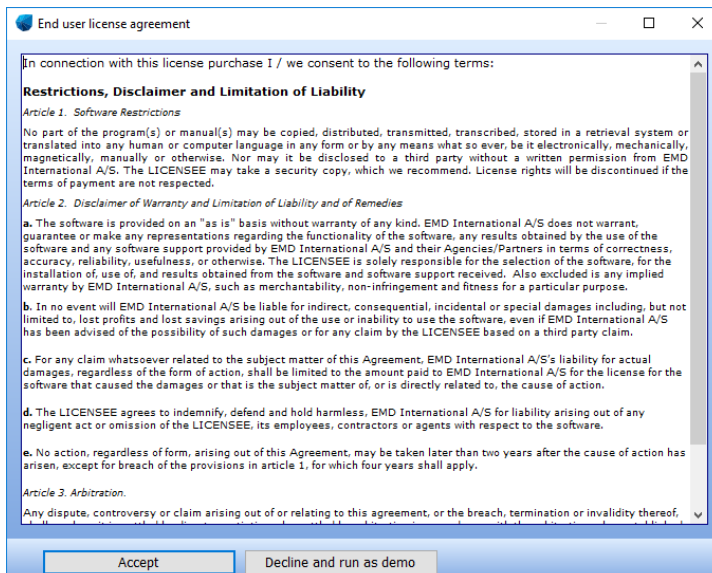 End user license agreement
In connection with this license purchase I / we consent to the following terms:
Restrictions, Disclaimer and Limitation of Liability
Article 1. Software Restrictions
No part of the program(s) or manual(s) may be copied, distributed, transmitted, transcribed, stored in a retrieval system or
translated into any human or computer language in any form or by any means what so ever, be it electronically, mechanically,
magnetically, manually or otherwise. Nor may it be disclosed to a third party without a written permission from EMD
International A/S. The LICENSEE may take a security copy, which we recommend. License rights will be discontinued if the
terms of payment are not respected.
Article 2. Disclaimer of Warranty and Limitation of Liability and of Remedies
a. The software is provided on an "as is" basis without warranty of any kind. EMD International A/S does not warrant,
guarantee or make any representations regarding the functionality of the software, any results obtained by the use of the
software and any software support provided by EMD International A/S and their Agencies/Partners in terms of correctness,
accuracy, reliability, usefulness, or otherwise. The LICENSEE is solely responsible for the selection of the software, for the
installation of, use of, and results obtained from the software and software support received. Also excluded is any implied
warranty by EMD International A/S, such as merchantability, non-infringement and fitness for a particular purpose.
b. In no event will EMD International A/S be liable for indirect, consequential, incidental or special damages including, but not
limited to, lost profits and lost savings arising out of the use or inability to use the software, even if EMD International A/S
has been advised of the possibility of such damages or for any claim by the LICENSEE based on a third party claim.
c. For any claim whatsoever related to the subject matter of this Agreement, EMD International A/S's liability for actual
damages, regardless of the form of action, shall be limited to the amount paid to EMD International A/S for the license for the
software that caused the damages or that is the subject matter of, or is directly related to, the cause of action.
d. The LICENSEE agrees to indemnify, defend and hold harmless, EMD International A/S for liability arising out of any
negligent act or omission of the LICENSEE, its employees, contractors or agents with respect to the software.
e. No action, regardless of form, arising out of this Agreement, may be taken later than two years after the cause of action has
arisen, except for breach of the provisions in article 1, for which four years shall apply.
Article 3. Arbitration.
Any dispute, controversy or claim arising out of or relating to this agreement, or the breach, termination or invalidity thereof,
Accept
Decline and run as demo